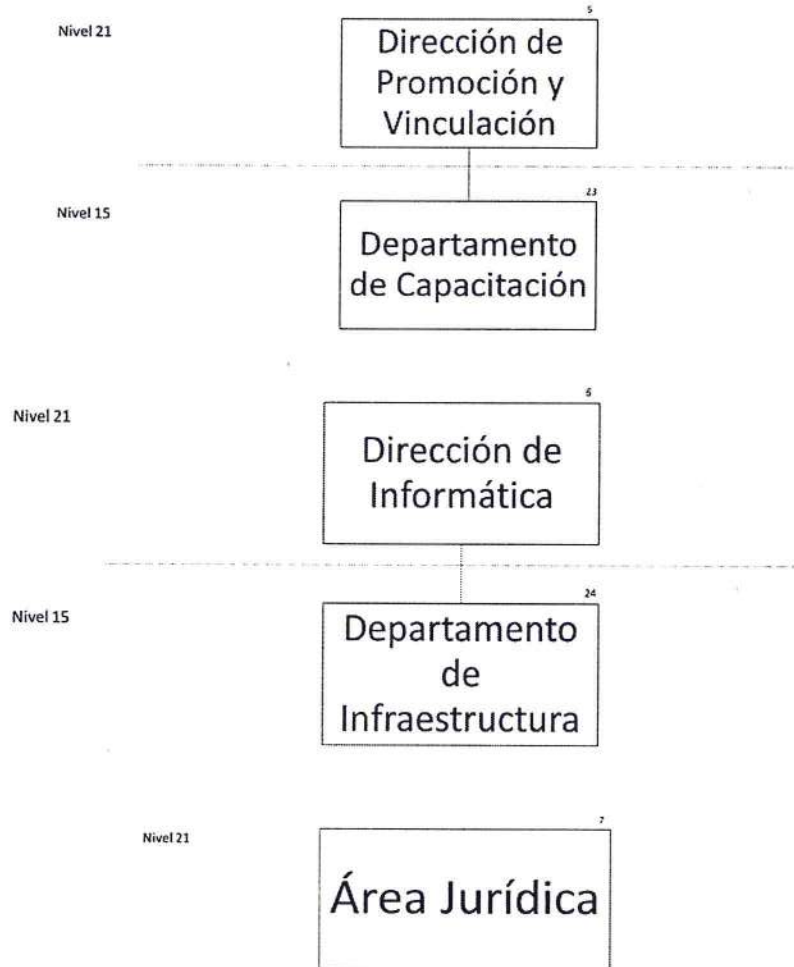 5
Nivel 21
Dirección de
Promoción y
Vinculación
23
Nivel 15
Departamento
de Capacitación
6
Nivel 21
Dirección de
Informática
24
Nivel 15
Departamento
de
Infraestructura
7
Nivel 21
Área Jurídica